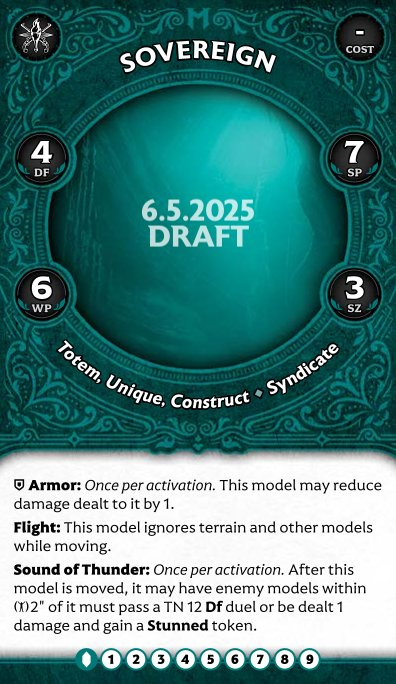 SOVEREIGN
-
COST
4
DF
7
SP
6.5.2025
DRAFT
6
WP
3
SZ
Totem, Unique, Construct ⬥ Syndicate
Armor: Once per activation. This model may reduce
damage dealt to it by 1.
Flight: This model ignores terrain and other models
while moving.
Sound of Thunder: Once per activation. After this
model is moved, it may have enemy models within
2" of it must pass a TN 12 Df duel or be dealt 1
damage and gain a Stunned token.
1 2 3 4 5 6 7 8 9